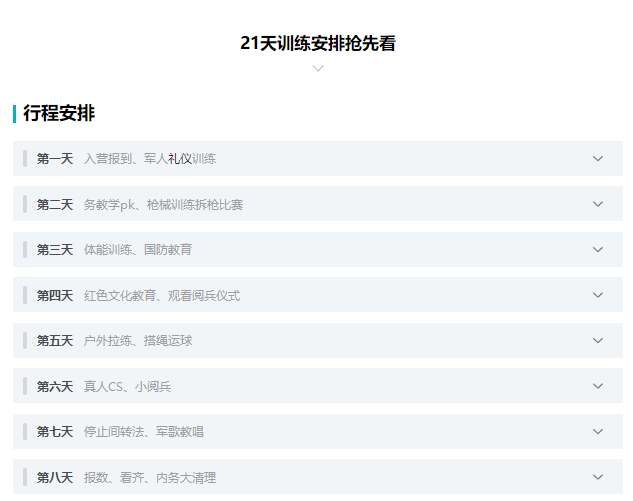 21天训练安排抢先看
行程安排
第一天 入营报到、军人礼仪训练
第二天 务教学pk、枪械训练拆枪比赛
第三天 体能训练、国防教育
第四天 红色文化教育、观看阅兵仪式
第五天 户外拉练、搭绳运球
第六天 真人CS、小阅兵
第七天 停止间转法、军歌教唱
第八天 报数、看齐、内务大清理